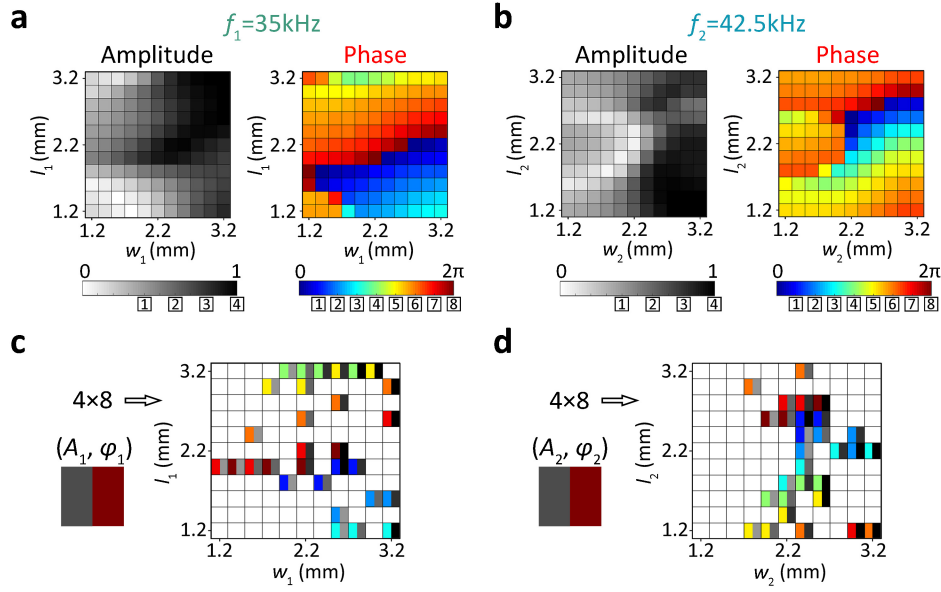 a
f₁=35kHz
Amplitude
Phase
3.2
2.2
1.2
l₁ (mm)
1.2
2.2
3.2
w₁ (mm)
3.2
2.2
1.2
l₁ (mm)
1.2
2.2
3.2
w₁ (mm)
0
1
1 2 3 4
0
2π
1 2 3 4 5 6 7 8
b
f₂=42.5kHz
Amplitude
Phase
3.2
2.2
1.2
l₂ (mm)
1.2
2.2
3.2
w₂ (mm)
3.2
2.2
1.2
l₂ (mm)
1.2
2.2
3.2
w₂ (mm)
0
1
1 2 3 4
0
2π
1 2 3 4 5 6 7 8
c
4×8
(A₁, φ₁)
3.2
2.2
1.2
l₁ (mm)
1.2
2.2
3.2
w₁ (mm)
d
4×8
(A₂, φ₂)
3.2
2.2
1.2
l₂ (mm)
1.2
2.2
3.2
w₂ (mm)